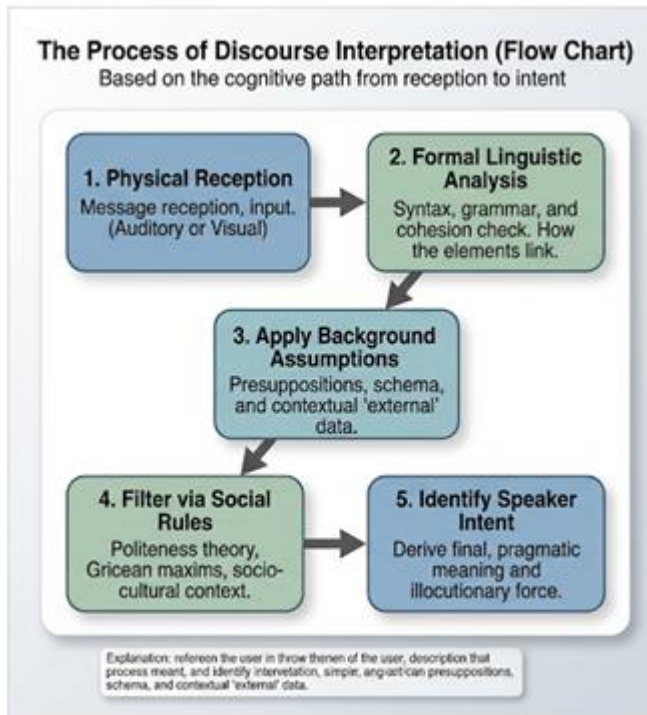 The Process of Discourse Interpretation (Flow Chart)
Based on the cognitive path from reception to intent
1. Physical Reception
Message reception, input.
(Auditory or Visual)
2. Formal Linguistic
Analysis
Syntax, grammar, and
cohesion check. How
the elements link.
3. Apply Background
Assumptions
Presuppositions, schema,
and contextual 'external'
data.
4. Filter via Social
Rules
Politeness theory,
Gricean maxims, socio-
cultural context.
5. Identify Speaker
Intent
Derive final, pragmatic
meaning and
illocutionary force.
Explanation: refereen the user in throw thenen of the user, description that
process meant, and identify intervetation, simple, presuppositions,
schema, and contextual 'external' data.